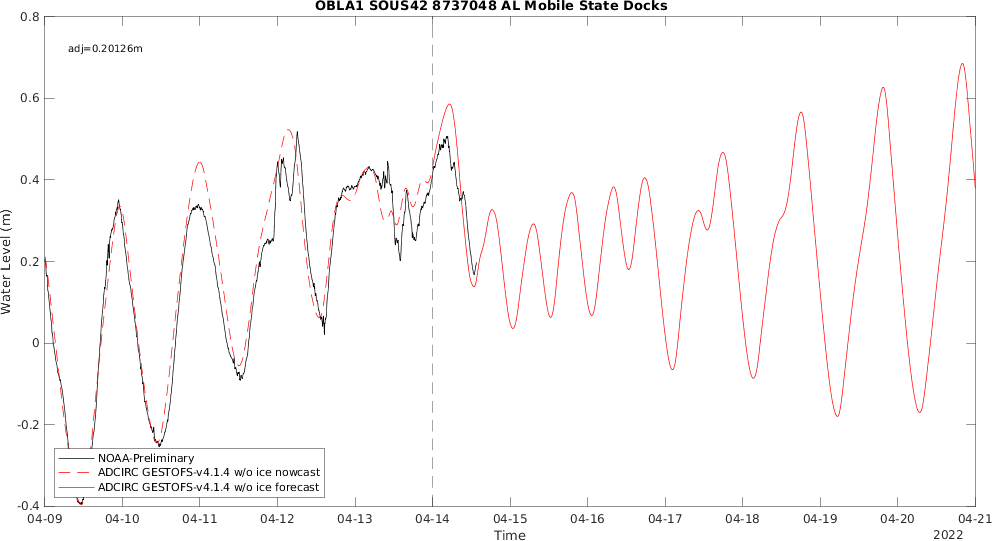 OBLA1 SOUS42 8737048 AL Mobile State Docks
adj=0.20126m
0.8
0.6
0.4
0.2
0
-0.2
-0.4
Water Level (m)
NOAA-Preliminary
ADCIRC GESTOFS-v4.1.4 w/o ice nowcast
ADCIRC GESTOFS-v4.1.4 w/o ice forecast
04-09 04-10 04-11 04-12 04-13 04-14 04-15 04-16 04-17 04-18 04-19 04-20 04-21
Time
2022